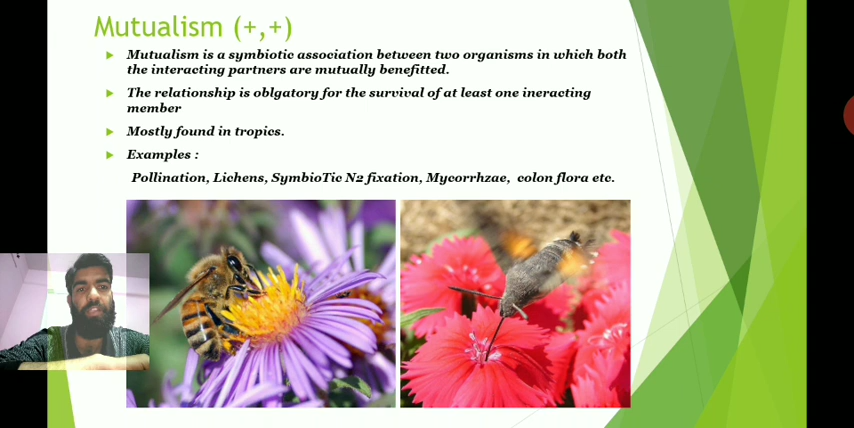 Mutualism (+,+)
Mutualism is a symbiotic association between two organisms in which both
the interacting partners are mutually benefitted.
The relationship is oblgatory for the survival of at least one ineracting
member
Mostly found in tropics.
Examples :
Pollination, Lichens, SymbioTic N2 fixation, Mycorrhzae, colon flora etc.